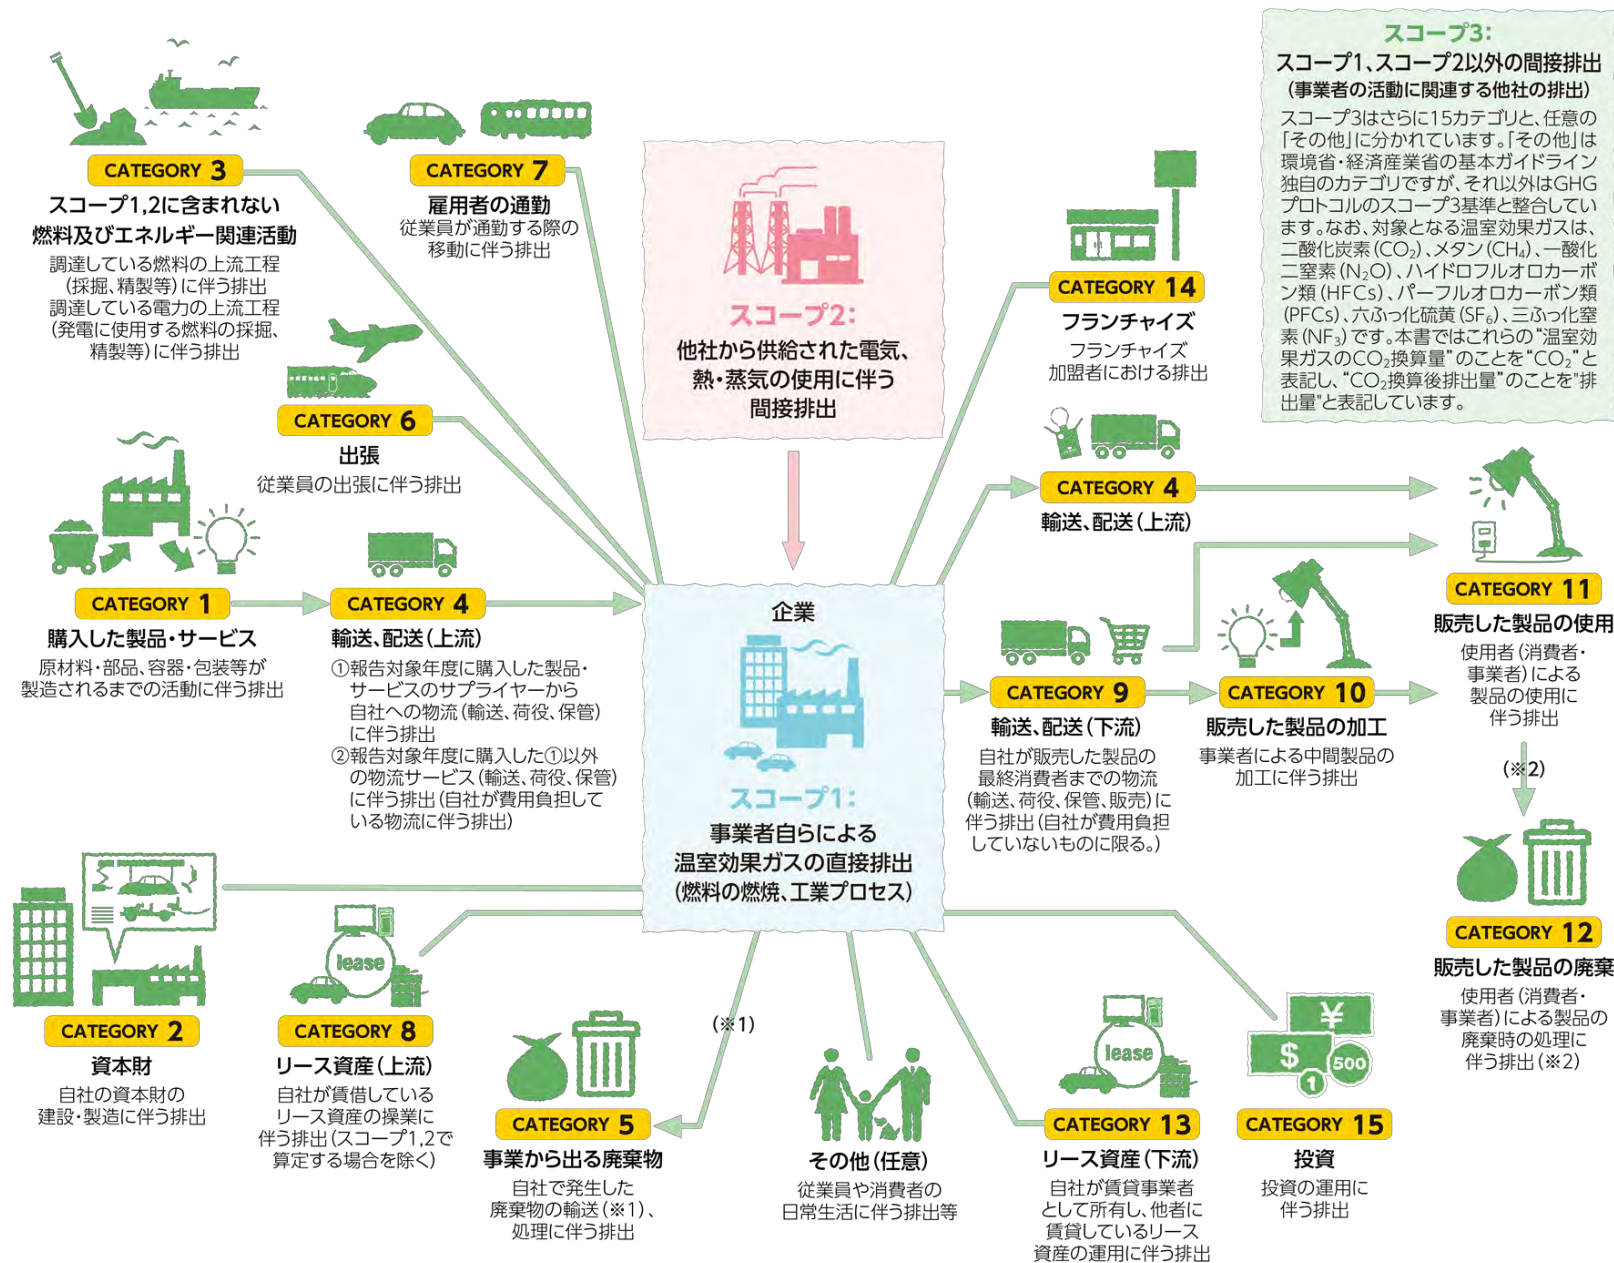 CATEGORY 3
スコープ1,2に含まれない
燃料及びエネルギー関連活動
調達している燃料の上流工程
(採掘、精製等)に伴う排出
調達している電力の上流工程
(発電に使用する燃料の採掘、
精製等)に伴う排出
CATEGORY 7
雇用者の通勤
従業員が通勤する際の
移動に伴う排出
CATEGORY 6
出張
従業員の出張に伴う排出
スコープ2:
他社から供給された電気、
熱・蒸気の使用に伴う
間接排出
CATEGORY 14
フランチャイズ
フランチャイズ
加盟者における排出
スコープ3:
スコープ1、スコープ2以外の間接排出
(事業者の活動に関連する他社の排出)
スコープ3はさらに15カテゴリと、任意の
「その他」に分かれています。「その他」は
環境省・経済産業省の基本ガイドライン
独自のカテゴリですが、それ以外はGHG
プロトコルのスコープ3基準と整合してい
ます。なお、対象となる温室効果ガスは、
二酸化炭素(CO₂)、メタン(CH₄)、一酸化
二窒素(N₂O)、ハイドロフルオロカーボ
ン類(HFCs)、パーフルオロカーボン類
(PFCs)、六ふっ化硫黄(SF₆)、三ふっ化窒
素(NF₃)です。本書ではこれらの“温室効
果ガスのCO₂換算量”のことを“CO₂”と
表記し、“CO₂換算後排出量”のことを"排
出量"と表記しています。
CATEGORY 1
購入した製品・サービス
原材料・部品、容器・包装等が
製造されるまでの活動に伴う排出
CATEGORY 4
輸送、配送(上流)
①報告対象年度に購入した製品・
サービスのサプライヤーから
自社への物流(輸送、荷役、保管)
に伴う排出
②報告対象年度に購入した①以外
の物流サービス(輸送、荷役、保管)
に伴う排出(自社が費用負担して
いる物流に伴う排出)
企業
スコープ1:
事業者自らによる
温室効果ガスの直接排出
(燃料の燃焼、工業プロセス)
CATEGORY 4
輸送、配送(上流)
CATEGORY 9
輸送、配送(下流)
自社が販売した製品の
最終消費者までの物流
(輸送、荷役、保管、販売)に
伴う排出(自社が費用負担
していないものに限る。)
CATEGORY 10
販売した製品の加工
事業者による中間製品の
加工に伴う排出
CATEGORY 11
販売した製品の使用
使用者(消費者・
事業者)による
製品の使用に
伴う排出
(※2)
CATEGORY 12
販売した製品の廃棄
使用者(消費者・
事業者)による製品の
廃棄時の処理に
伴う排出(※2)
CATEGORY 2
資本財
自社の資本財の
建設・製造に伴う排出
lease
CATEGORY 8
リース資産(上流)
自社が賃借している
リース資産の操業に
伴う排出(スコープ1,2で
算定する場合を除く)
(※1)
CATEGORY 5
事業から出る廃棄物
自社で発生した
廃棄物の輸送(※1)、
処理に伴う排出
その他(任意)
従業員や消費者の
日常生活に伴う排出等
lease
CATEGORY 13
リース資産(下流)
自社が賃貸事業者
として所有し、他者に
賃貸しているリース
資産の運用に伴う排出
¥
$
500
1
CATEGORY 15
投資
投資の運用に
伴う排出